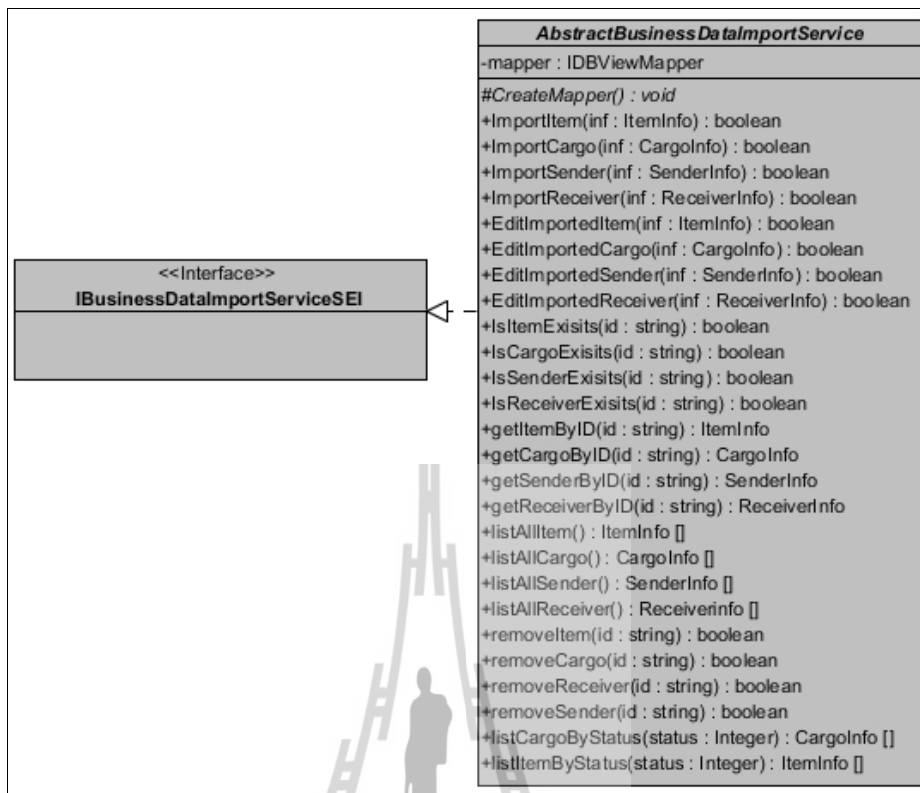 <<Interface>>
IBusinessDataImportServiceSEI
AbstractBusinessDataImportService
-mapper : IDBViewMapper
#CreateMapper() : void
+ImportItem(inf : ItemInfo) : boolean
+ImportCargo(inf : CargoInfo) : boolean
+ImportSender(inf : SenderInfo) : boolean
+ImportReceiver(inf : ReceiverInfo) : boolean
+EditImportedItem(inf : ItemInfo) : boolean
+EditImportedCargo(inf : CargoInfo) : boolean
+EditImportedSender(inf : SenderInfo) : boolean
+EditImportedReceiver(inf : ReceiverInfo) : boolean
+IsItemExisits(id : string) : boolean
+IsCargoExisits(id : string) : boolean
+IsSenderExisits(id : string) : boolean
+IsReceiverExisits(id : string) : boolean
+getItemByID(id : string) : ItemInfo
+getCargoByID(id : string) : CargoInfo
+getSenderByID(id : string) : SenderInfo
+getReceiverByID(id : string) : ReceiverInfo
+listAllItem() : ItemInfo []
+listAllCargo() : CargoInfo []
+listAllSender() : SenderInfo []
+listAllReceiver() : Receiverinfo []
+removeItem(id : string) : boolean
+removeCargo(id : string) : boolean
+removeReceiver(id : string) : boolean
+removeSender(id : string) : boolean
+listCargoByStatus(status : Integer) : CargoInfo []
+listItemByStatus(status : Integer) : ItemInfo []